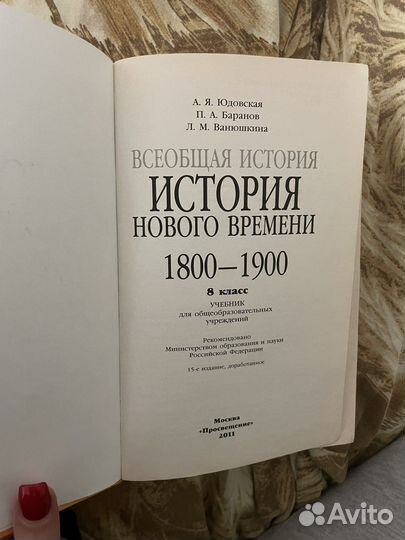 А. Я. Юдовская
П. А. Баранов
Л. М. Ванюшкина
ВСЕОБЩАЯ ИСТОРИЯ
ИСТОРИЯ
НОВОГО ВРЕМЕНИ
1800—1900
8 класс
УЧЕБНИК
для общеобразовательных
учреждений
Рекомендовано
Министерством образования и науки
Российской Федерации
15-е издание, доработанное
Москва
«Просвещение»
2011
Avito